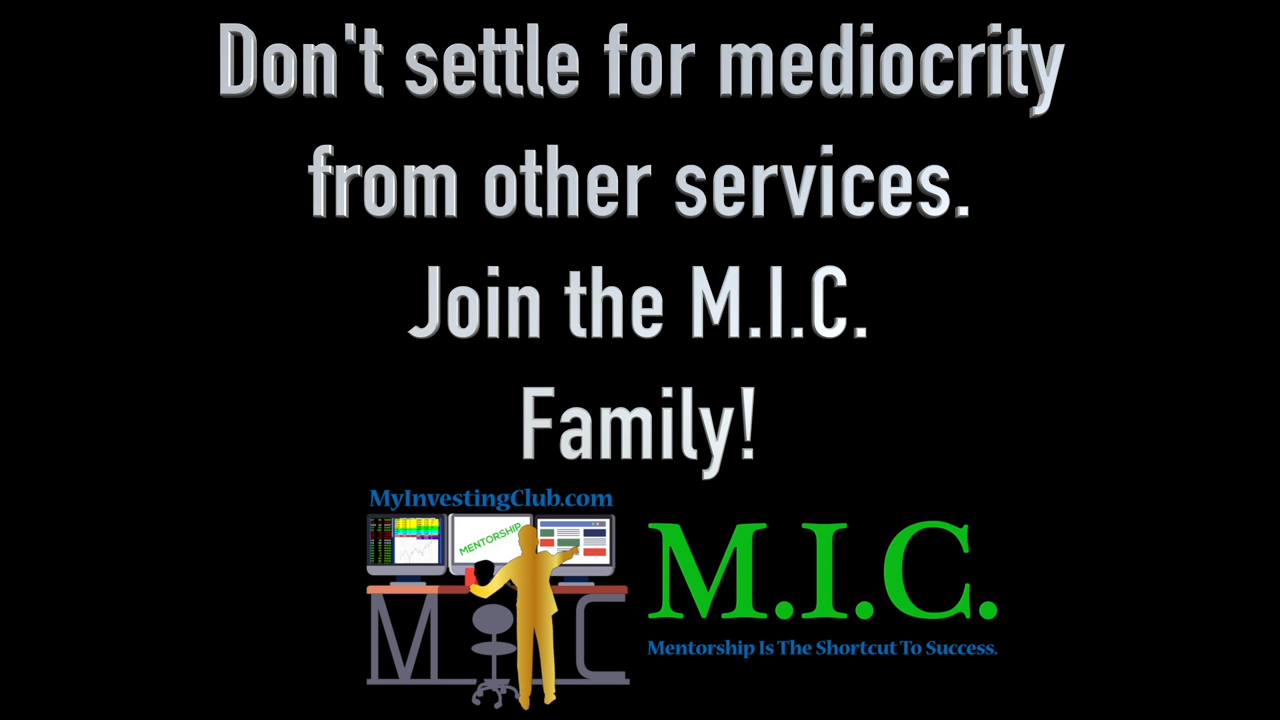 Don't settle for mediocrity
from other services.
Join the M.I.C.
Family!
MyInvestingClub.com
MENTORSHIP
MIC
M.I.C.
Mentorship Is The Shortcut To Success.